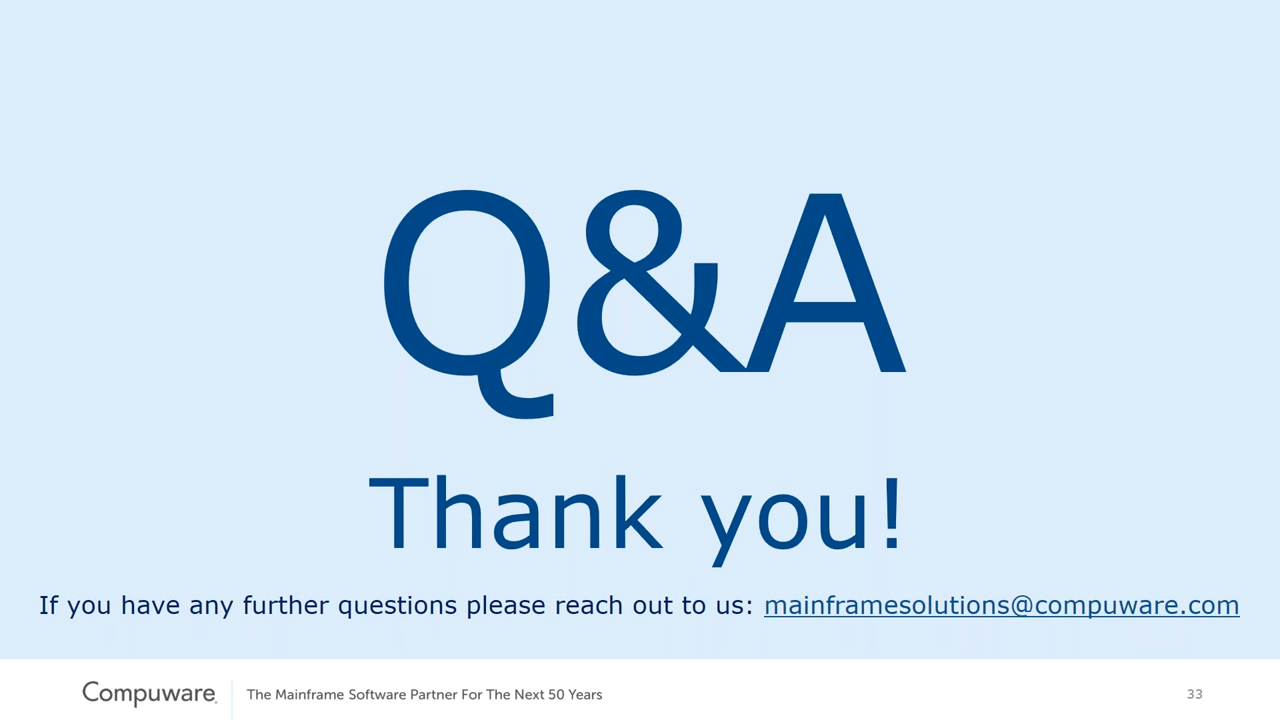 Q&A
Thank you!
If you have any further questions please reach out to us: mainframesolutions@compuware.com
Compuware. The Mainframe Software Partner For The Next 50 Years 33